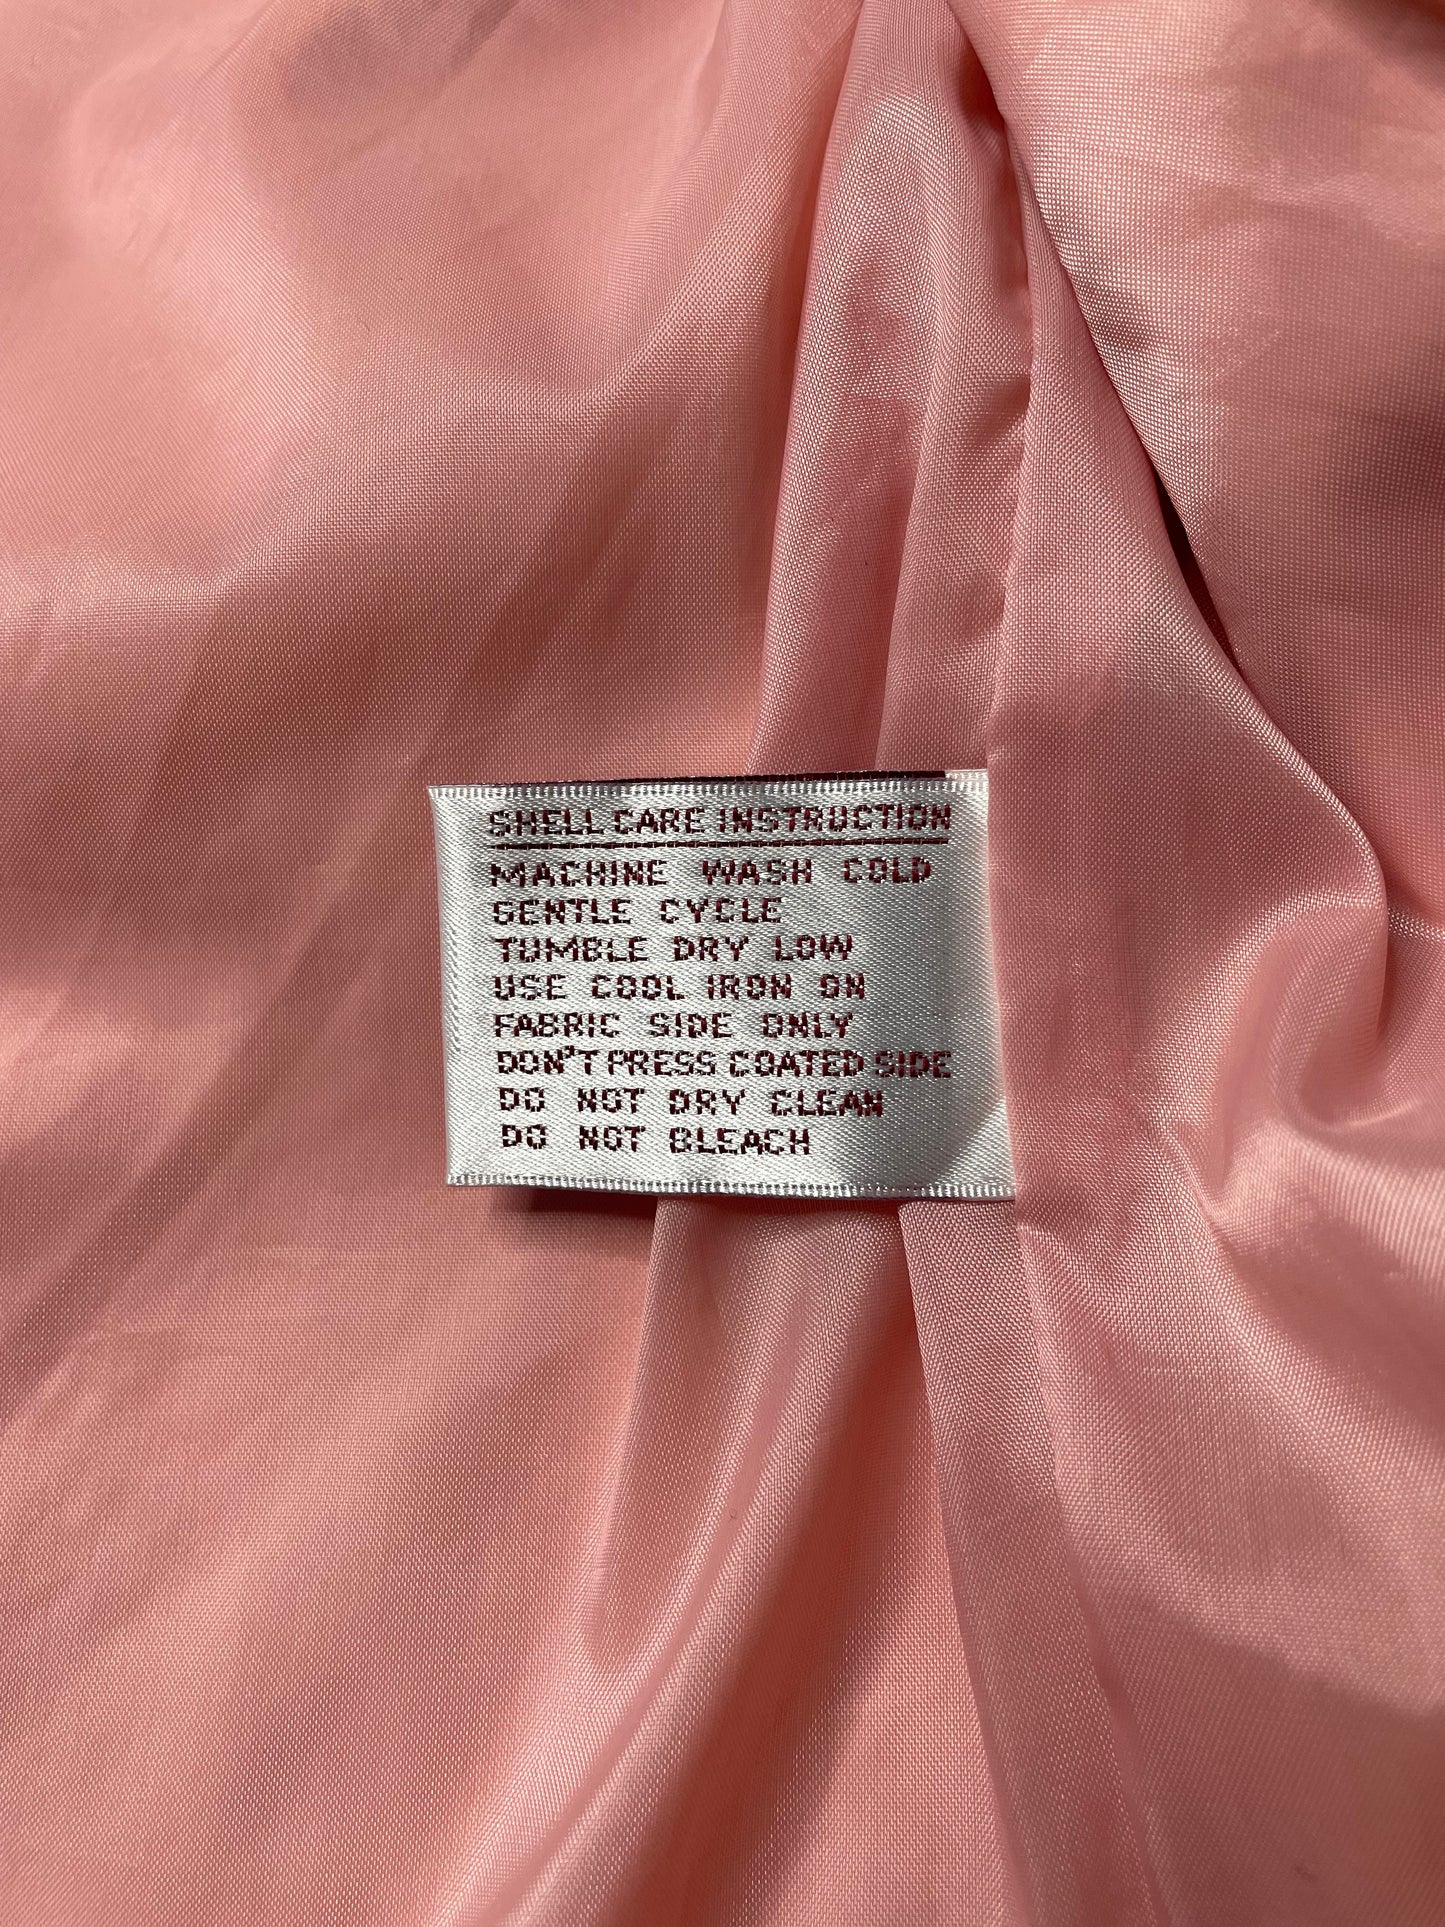 SHELL CARE INSTRUCTION
MACHINE WASH COLD
GENTLE CYCLE
TUMBLE DRY LOW
USE COOL IRON ON
FABRIC SIDE ONLY
DON'T PRESS COATED SIDE
DO NOT DRY CLEAN
DO NOT BLEACH